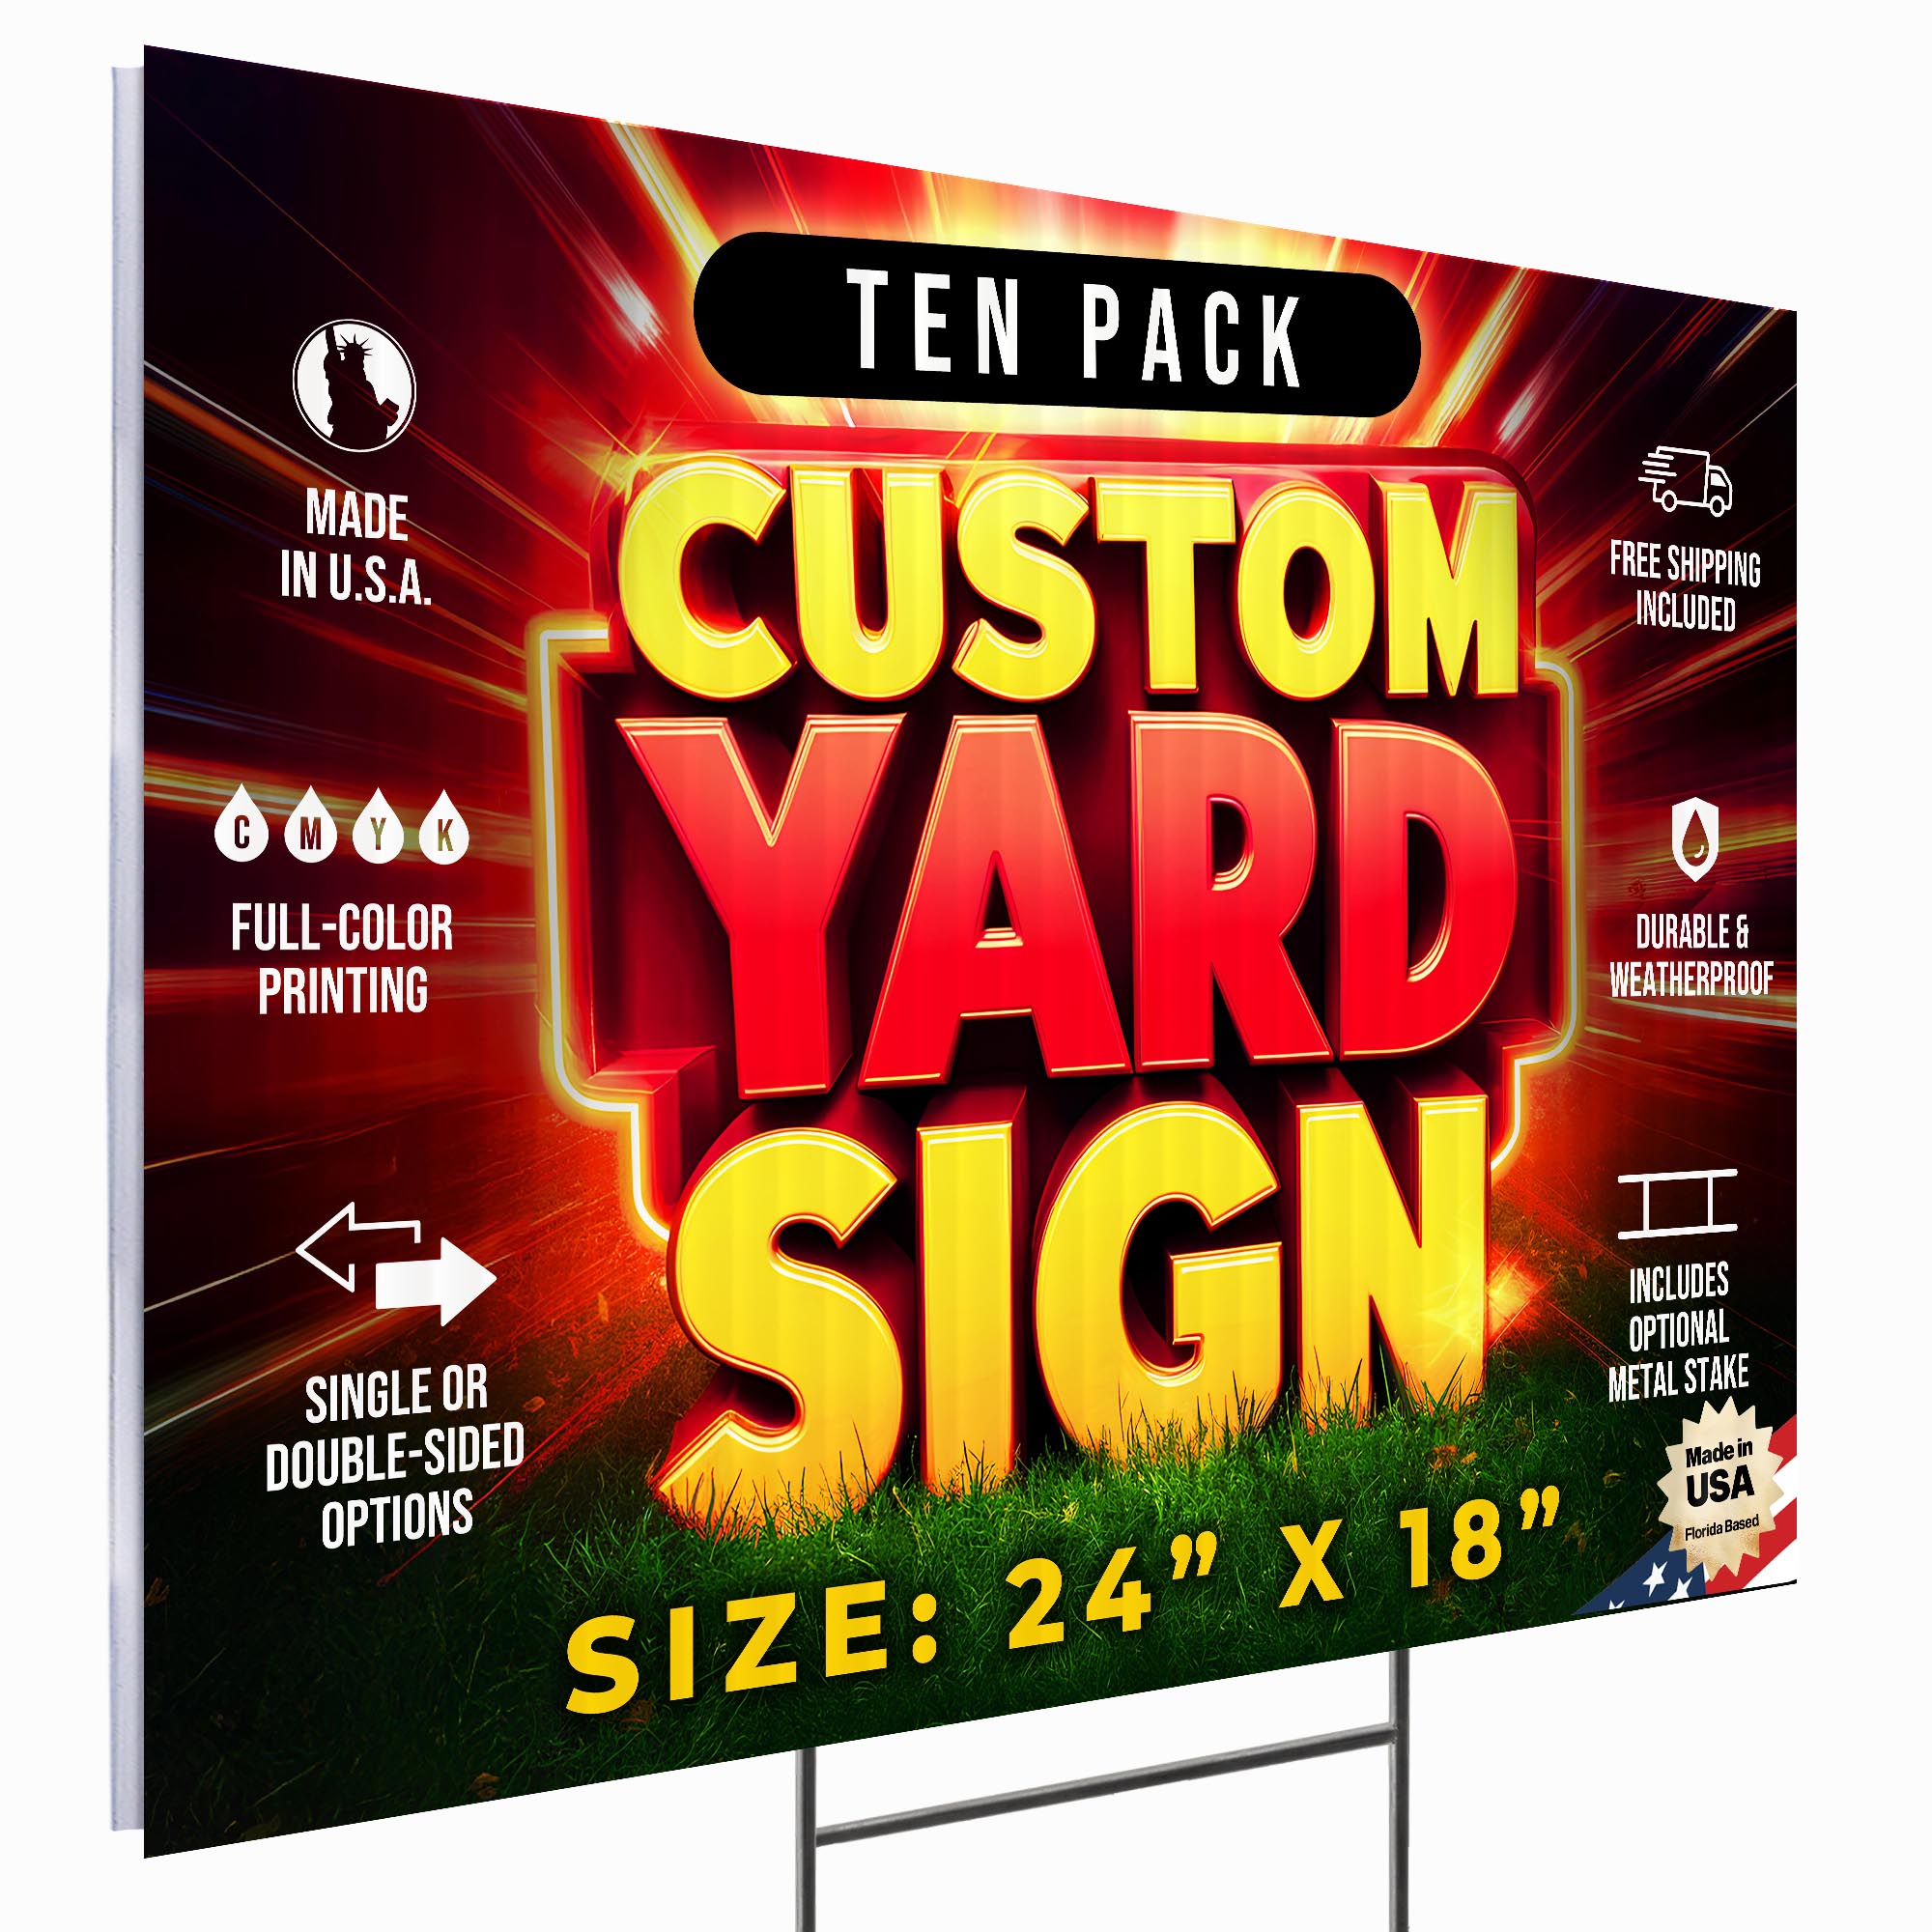 TEN PACK
CUSTOM
YARD
SIGN
SIZE: 24” X 18”
MADE
IN U.S.A.
C M Y K
FULL-COLOR
PRINTING
SINGLE OR
DOUBLE-SIDED
OPTIONS
FREE SHIPPING
INCLUDED
DURABLE &
WEATHERPROOF
INCLUDES
OPTIONAL
METAL STAKE
Made in
USA
Florida Based